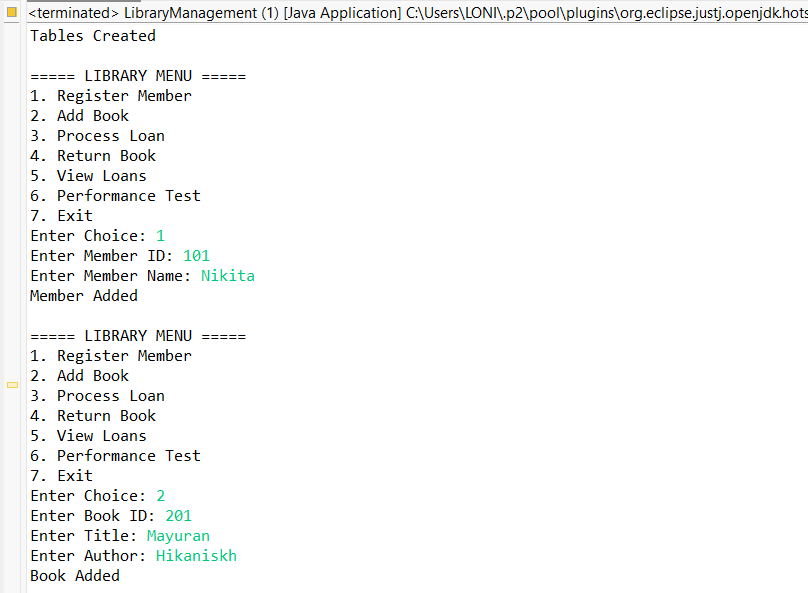 <terminated> LibraryManagement (1) [Java Application] C:\Users\LONI\.p2\pool\plugins\org.eclipse.justj.openjdk.hots
Tables Created
===== LIBRARY MENU =====
1. Register Member
2. Add Book
3. Process Loan
4. Return Book
5. View Loans
6. Performance Test
7. Exit
Enter Choice: 1
Enter Member ID: 101
Enter Member Name: Nikita
Member Added
===== LIBRARY MENU =====
1. Register Member
2. Add Book
3. Process Loan
4. Return Book
5. View Loans
6. Performance Test
7. Exit
Enter Choice: 2
Enter Book ID: 201
Enter Title: Mayuran
Enter Author: Hikaniskh
Book Added